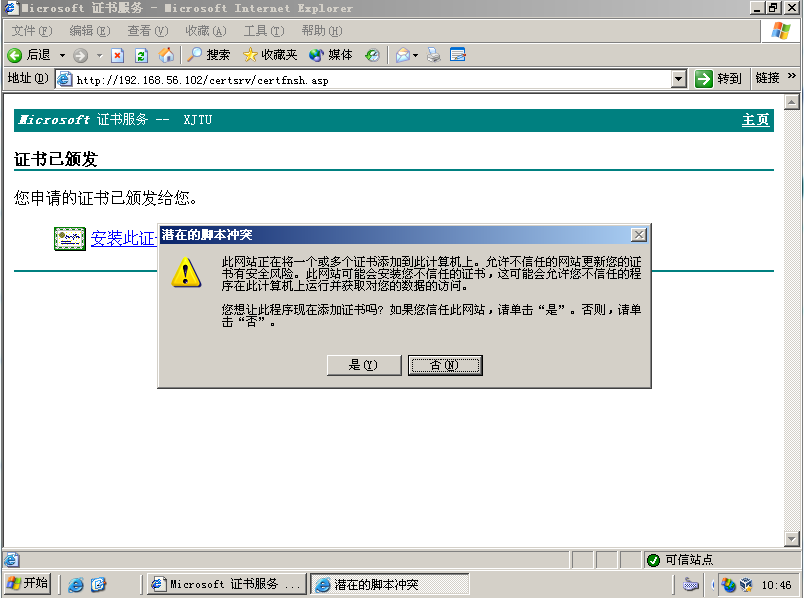 Microsoft 证书服务 - Microsoft Internet Explorer
文件(F) 编辑(E) 查看(V) 收藏(A) 工具(T) 帮助(H)
后退 搜索 收藏夹 媒体
地址(D) http://192.168.56.102/certsrv/certfnsh.asp 转到 链接 »
Microsoft 证书服务 -- XJTU 主页
证书已颁发
您申请的证书已颁发给您。
安装此证
潜在的脚本冲突
此网站正在将一个或多个证书添加到此计算机上。允许不信任的网站更新您的证
书有安全风险。此网站可能会安装您不信任的证书，这可能会允许您不信任的程
序在此计算机上运行并获取对您的数据的访问。
您想让此程序现在添加证书吗? 如果您信任此网站，请单击“是”。否则，请单
击“否”。
是(Y) 否(N)
可信站点
开始 Microsoft 证书服务 ... 潜在的脚本冲突 10:46